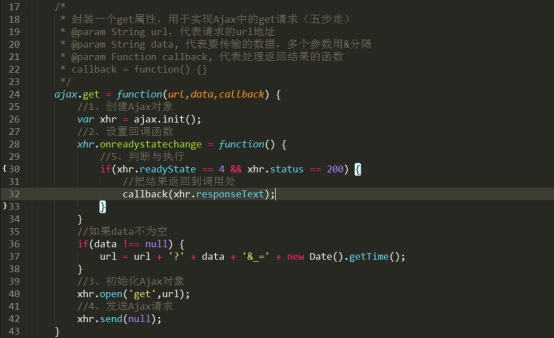 17 /*
18  * 封装一个get属性，用于实现Ajax中的get请求（五步走）
19  * @param String url，代表请求的url地址
20  * @param String data, 代表要传输的数据，多个参数用&分隔
21  * @param Function callback, 代表处理返回结果的函数
22  * callback = function() {}
23  */
24 ajax.get = function(url,data,callback) {
25     //1、创建Ajax对象
26     var xhr = ajax.init();
27     //2、设置回调函数
28     xhr.onreadystatechange = function() {
29         //5、判断与执行
{30         if(xhr.readyState == 4 && xhr.status == 200) {
31             //把结果返回到调用处
32             callback(xhr.responseText);
}33         }
34     }
35     //如果data不为空
36     if(data !== null) {
37         url = url + '?' + data + '&_=' + new Date().getTime();
38     }
39     //3、初始化Ajax对象
40     xhr.open('get',url);
41     //4、发送Ajax请求
42     xhr.send(null);
43 }